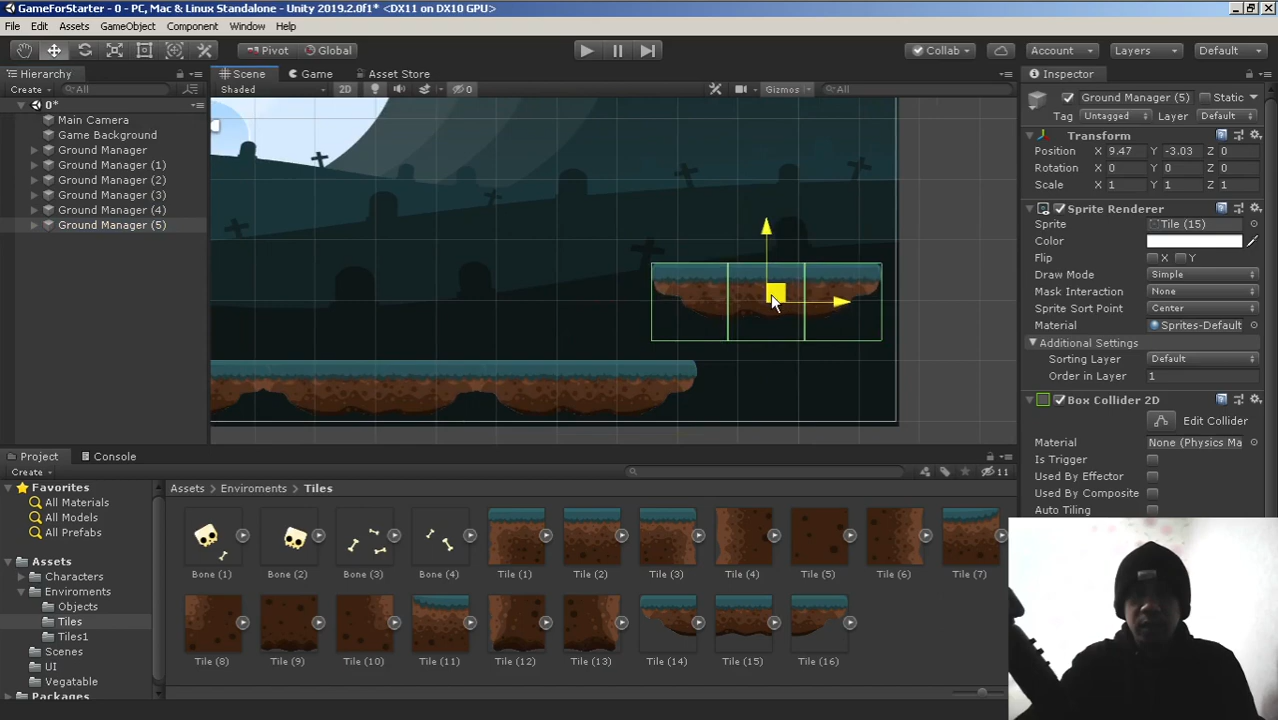 GameForStarter - 0 - PC, Mac & Linux Standalone - Unity 2019.2.0f1* <DX11 on DX10 GPU>
File Edit Assets GameObject Component Window Help
Pivot Global Collab Account Layers Default
Hierarchy
Create All
0*
Main Camera
Game Background
Ground Manager
Ground Manager (1)
Ground Manager (2)
Ground Manager (3)
Ground Manager (4)
Ground Manager (5)
Scene Game Asset Store
Shaded 2D 0 Gizmos All
Inspector
Ground Manager (5) Static
Tag Untagged Layer Default
Transform
Position X 9.47 Y -3.03 Z 0
Rotation X 0 Y 0 Z 0
Scale X 1 Y 1 Z 1
Sprite Renderer
Sprite Tile (15)
Color
Flip X Y
Draw Mode Simple
Mask Interaction None
Sprite Sort Point Center
Material Sprites-Default
Additional Settings
Sorting Layer Default
Order in Layer 1
Box Collider 2D
Edit Collider
Material None (Physics Ma
Is Trigger
Used By Effector
Used By Composite
Auto Tiling
Project Console
Create 11
Favorites
All Materials
All Models
All Prefabs
Assets
Characters
Enviroments
Objects
Tiles
Tiles1
Scenes
UI
Vegatable
Packages
Assets > Enviroments > Tiles
Bone (1) Bone (2) Bone (3) Bone (4) Tile (1) Tile (2) Tile (3) Tile (4) Tile (5) Tile (6) Tile (7)
Tile (8) Tile (9) Tile (10) Tile (11) Tile (12) Tile (13) Tile (14) Tile (15) Tile (16)